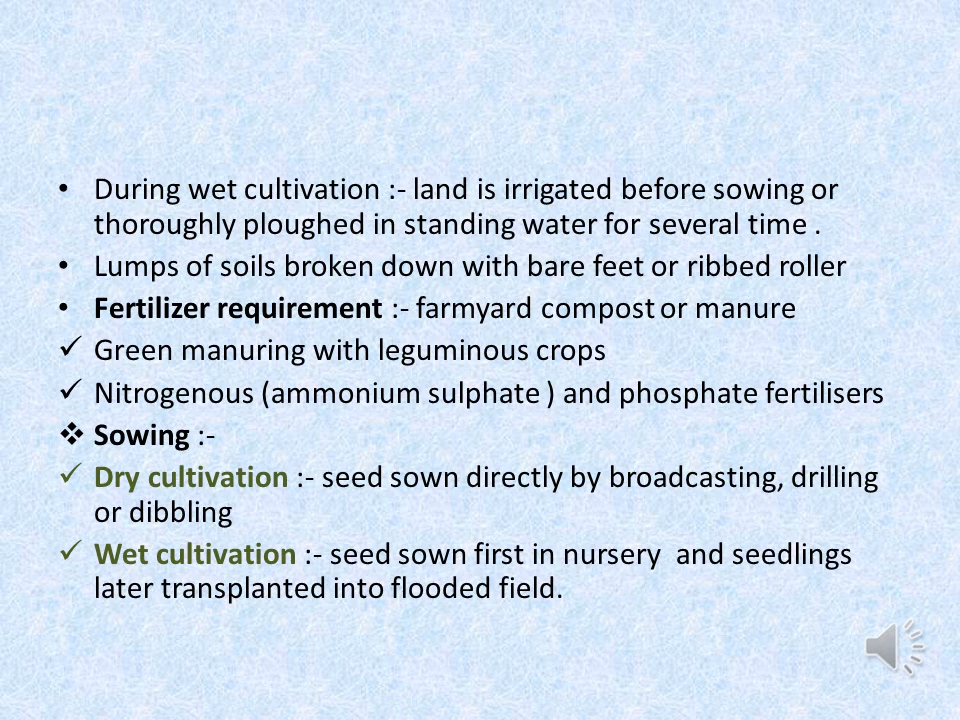 • During wet cultivation :- land is irrigated before sowing or
thoroughly ploughed in standing water for several time .
• Lumps of soils broken down with bare feet or ribbed roller
• Fertilizer requirement :- farmyard compost or manure
✓ Green manuring with leguminous crops
✓ Nitrogenous (ammonium sulphate ) and phosphate fertilisers
❖ Sowing :-
✓ Dry cultivation :- seed sown directly by broadcasting, drilling
or dibbling
✓ Wet cultivation :- seed sown first in nursery  and seedlings
later transplanted into flooded field.